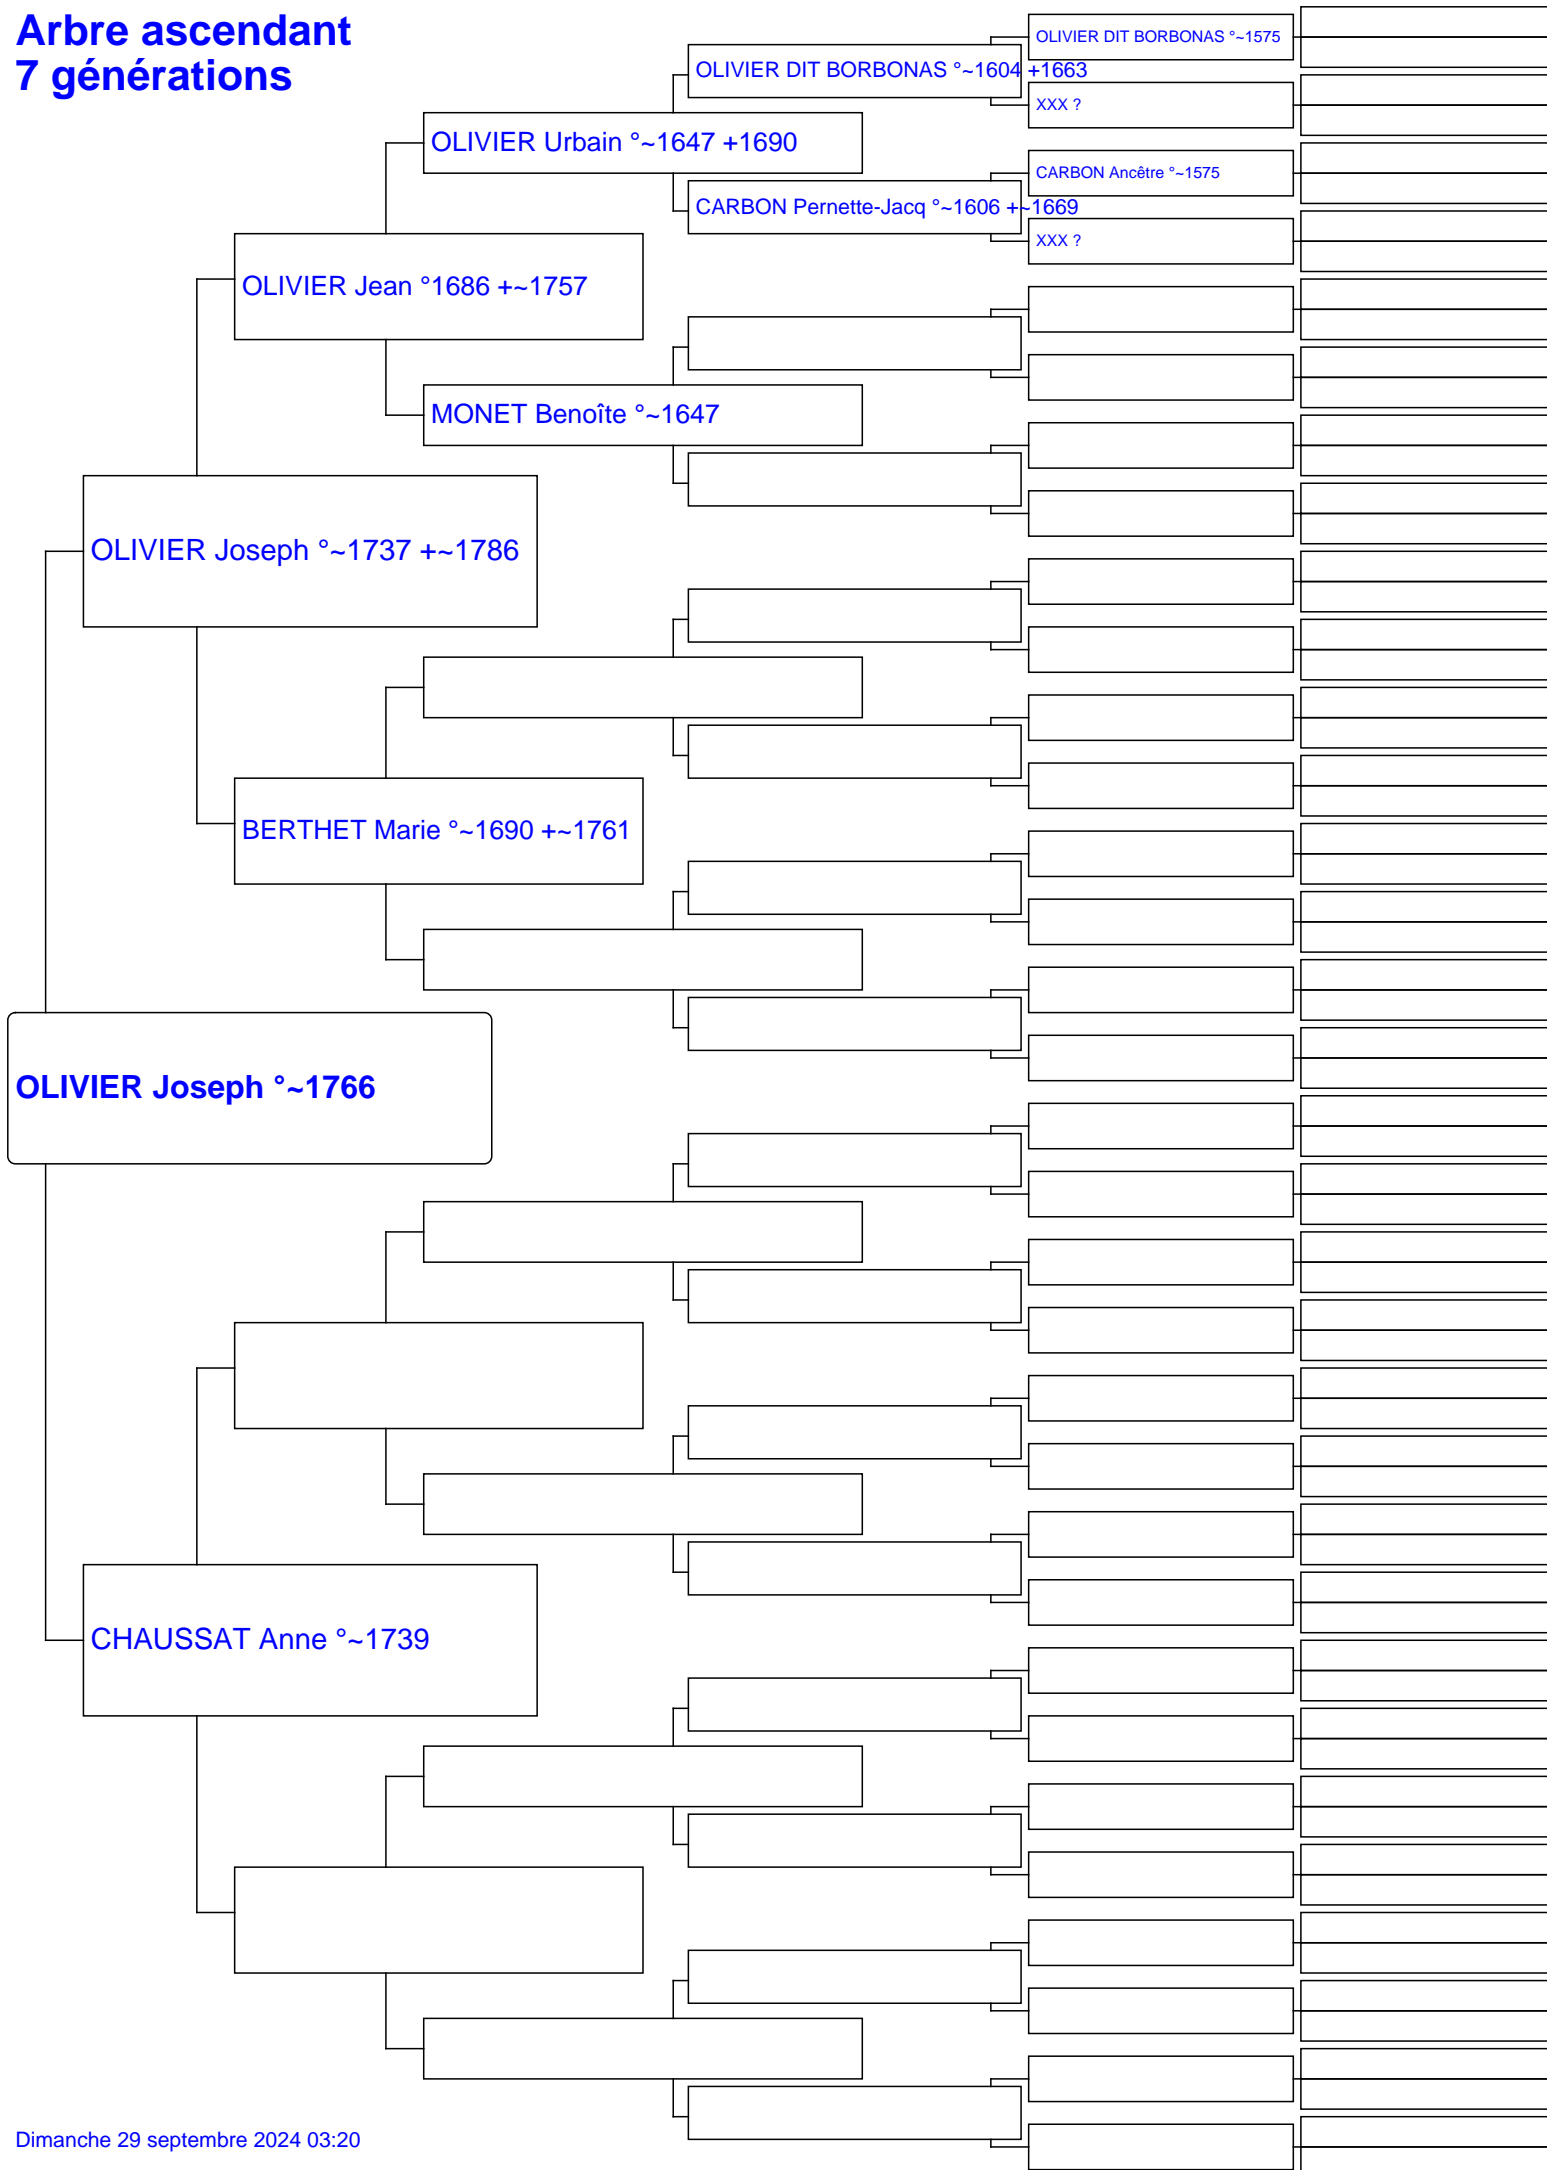 Arbre ascendant
7 générations
OLIVIER DIT BORBONAS °~1575
OLIVIER DIT BORBONAS °~1604 +1663
XXX ?
OLIVIER Urbain °~1647 +1690
CARBON Ancêtre °~1575
CARBON Pernette-Jacq °~1606 +~1669
XXX ?
OLIVIER Jean °1686 +~1757
MONET Benoîte °~1647
OLIVIER Joseph °~1737 +~1786
BERTHET Marie °~1690 +~1761
OLIVIER Joseph °~1766
CHAUSSAT Anne °~1739
Dimanche 29 septembre 2024 03:20